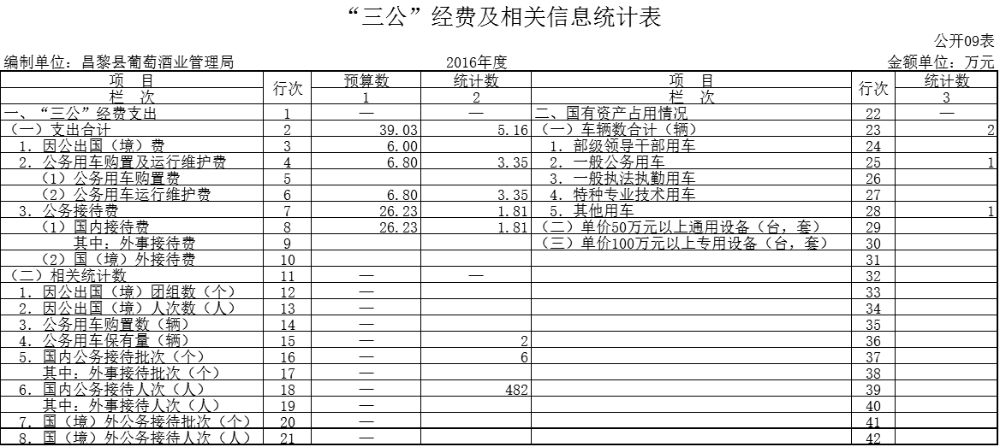 “三公”经费及相关信息统计表
公开09表
编制单位：昌黎县葡萄酒业管理局 2016年度 金额单位：万元
项 目 行次 预算数 统计数 项 目 行次 统计数
栏 次 1 2 栏 次 3
一、“三公”经费支出 1 — — 二、国有资产占用情况 22 —
（一）支出合计 2 39.03 5.16 （一）车辆数合计（辆） 23 2
1．因公出国（境）费 3 6.00 1．部级领导干部用车 24
2．公务用车购置及运行维护费 4 6.80 3.35 2．一般公务用车 25 1
（1）公务用车购置费 5 3．一般执法执勤用车 26
（2）公务用车运行维护费 6 6.80 3.35 4．特种专业技术用车 27
3．公务接待费 7 26.23 1.81 5．其他用车 28 1
（1）国内接待费 8 26.23 1.81 （二）单价50万元以上通用设备（台，套） 29
其中：外事接待费 9 （三）单价100万元以上专用设备（台，套） 30
（2）国（境）外接待费 10 31
（二）相关统计数 11 — — 32
1．因公出国（境）团组数（个） 12 — 33
2．因公出国（境）人次数（人） 13 — 34
3．公务用车购置数（辆） 14 — 35
4．公务用车保有量（辆） 15 — 2 36
5．国内公务接待批次（个） 16 — 6 37
其中：外事接待批次（个） 17 — 38
6．国内公务接待人次（人） 18 — 482 39
其中：外事接待人次（人） 19 — 40
7．国（境）外公务接待批次（个） 20 — 41
8．国（境）外公务接待人次（人） 21 — 42